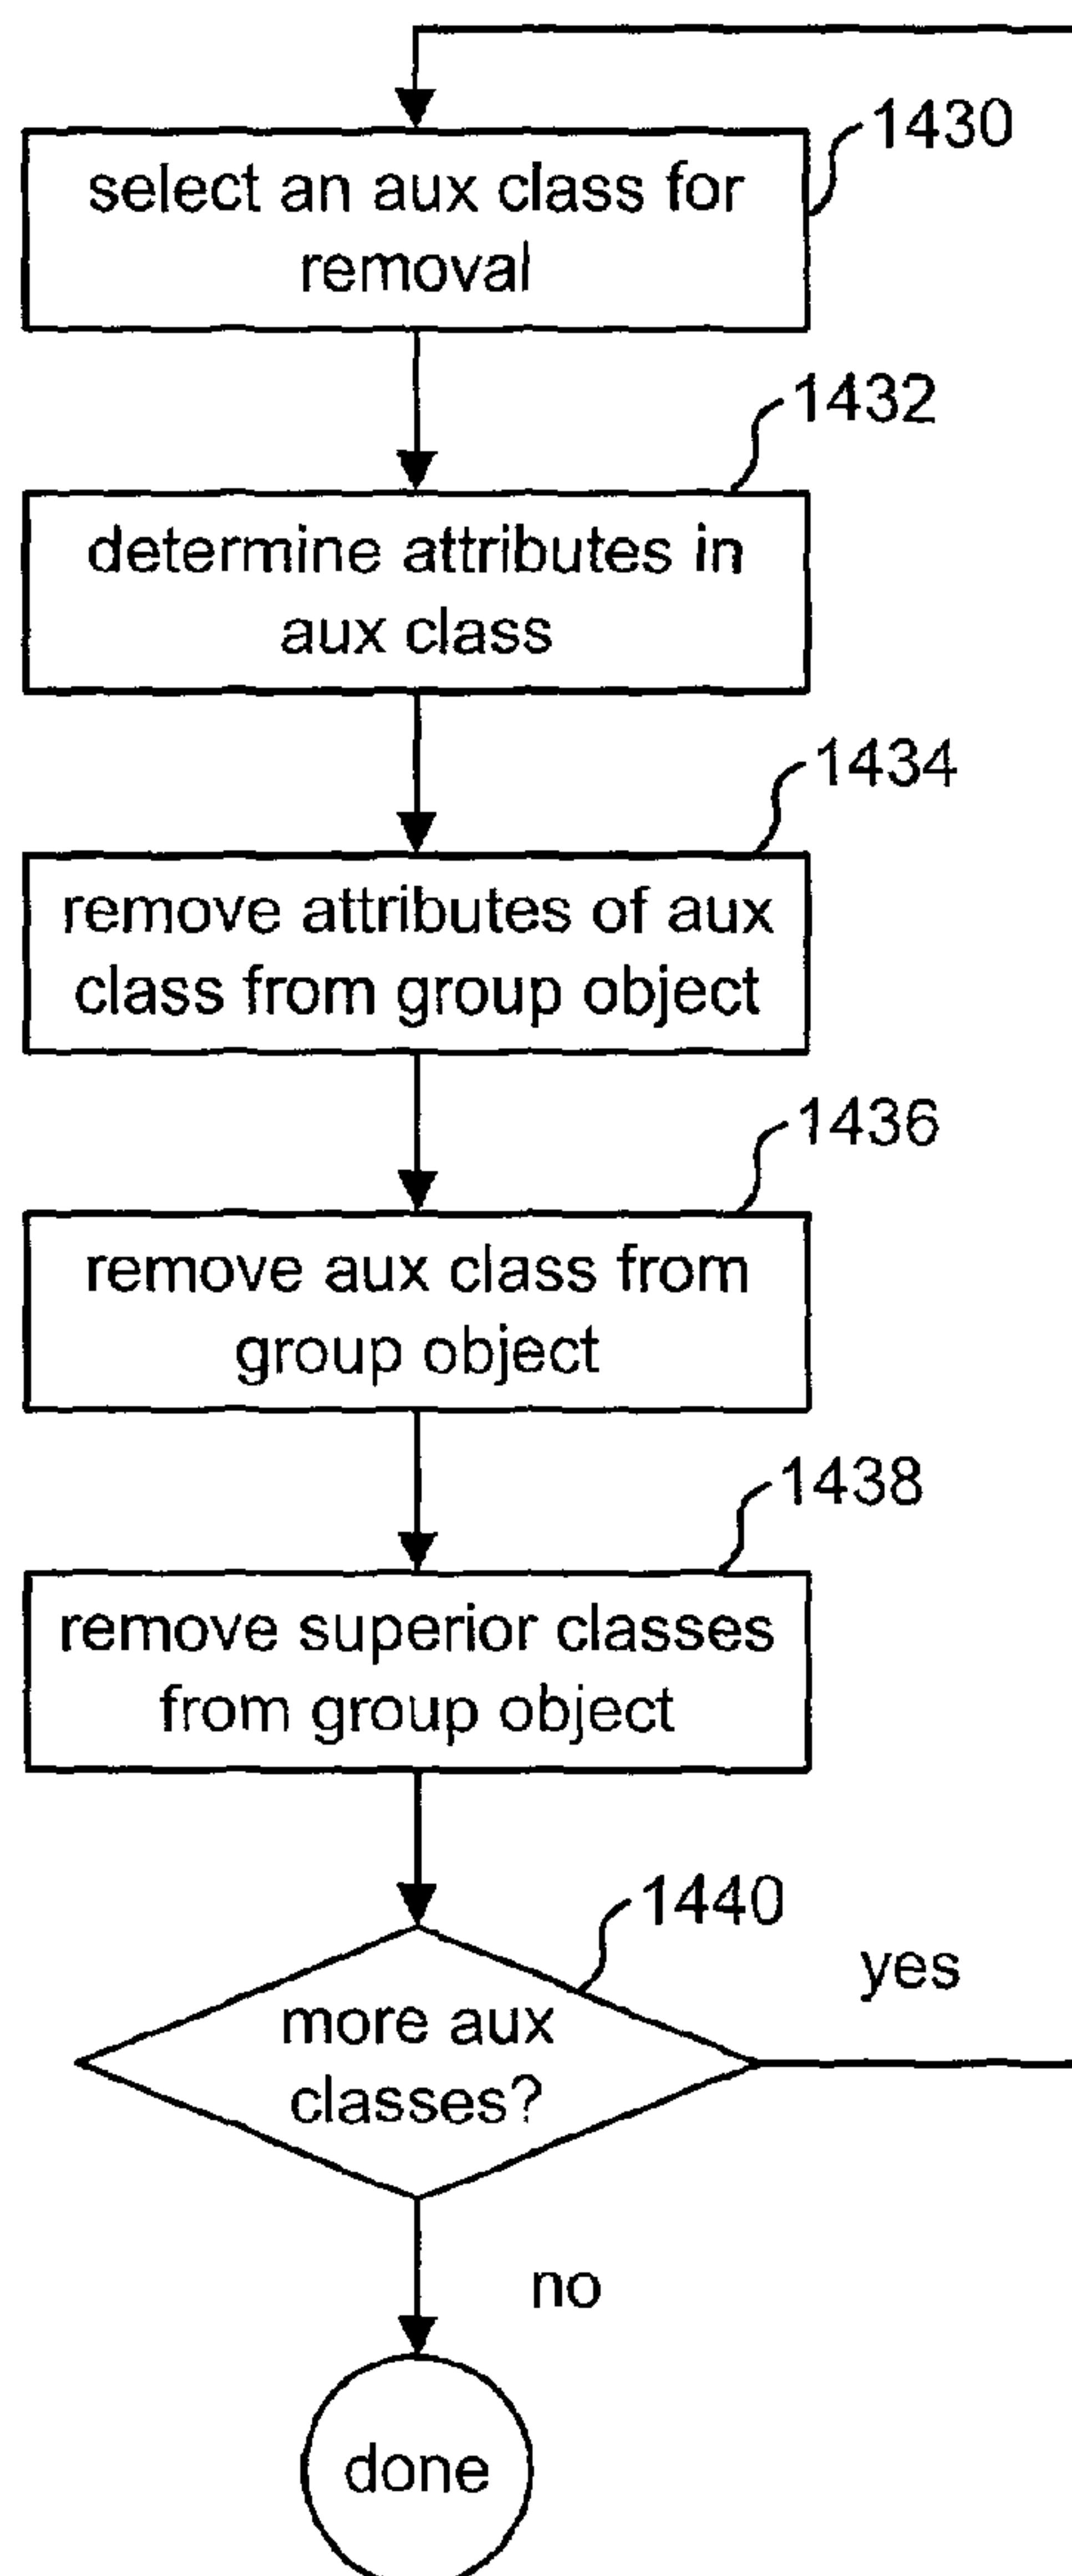 1430
select an aux class for
removal
1432
determine attributes in
aux class
1434
remove attributes of aux
class from group object
1436
remove aux class from
group object
1438
remove superior classes
from group object
1440
more aux
classes?
yes
no
done